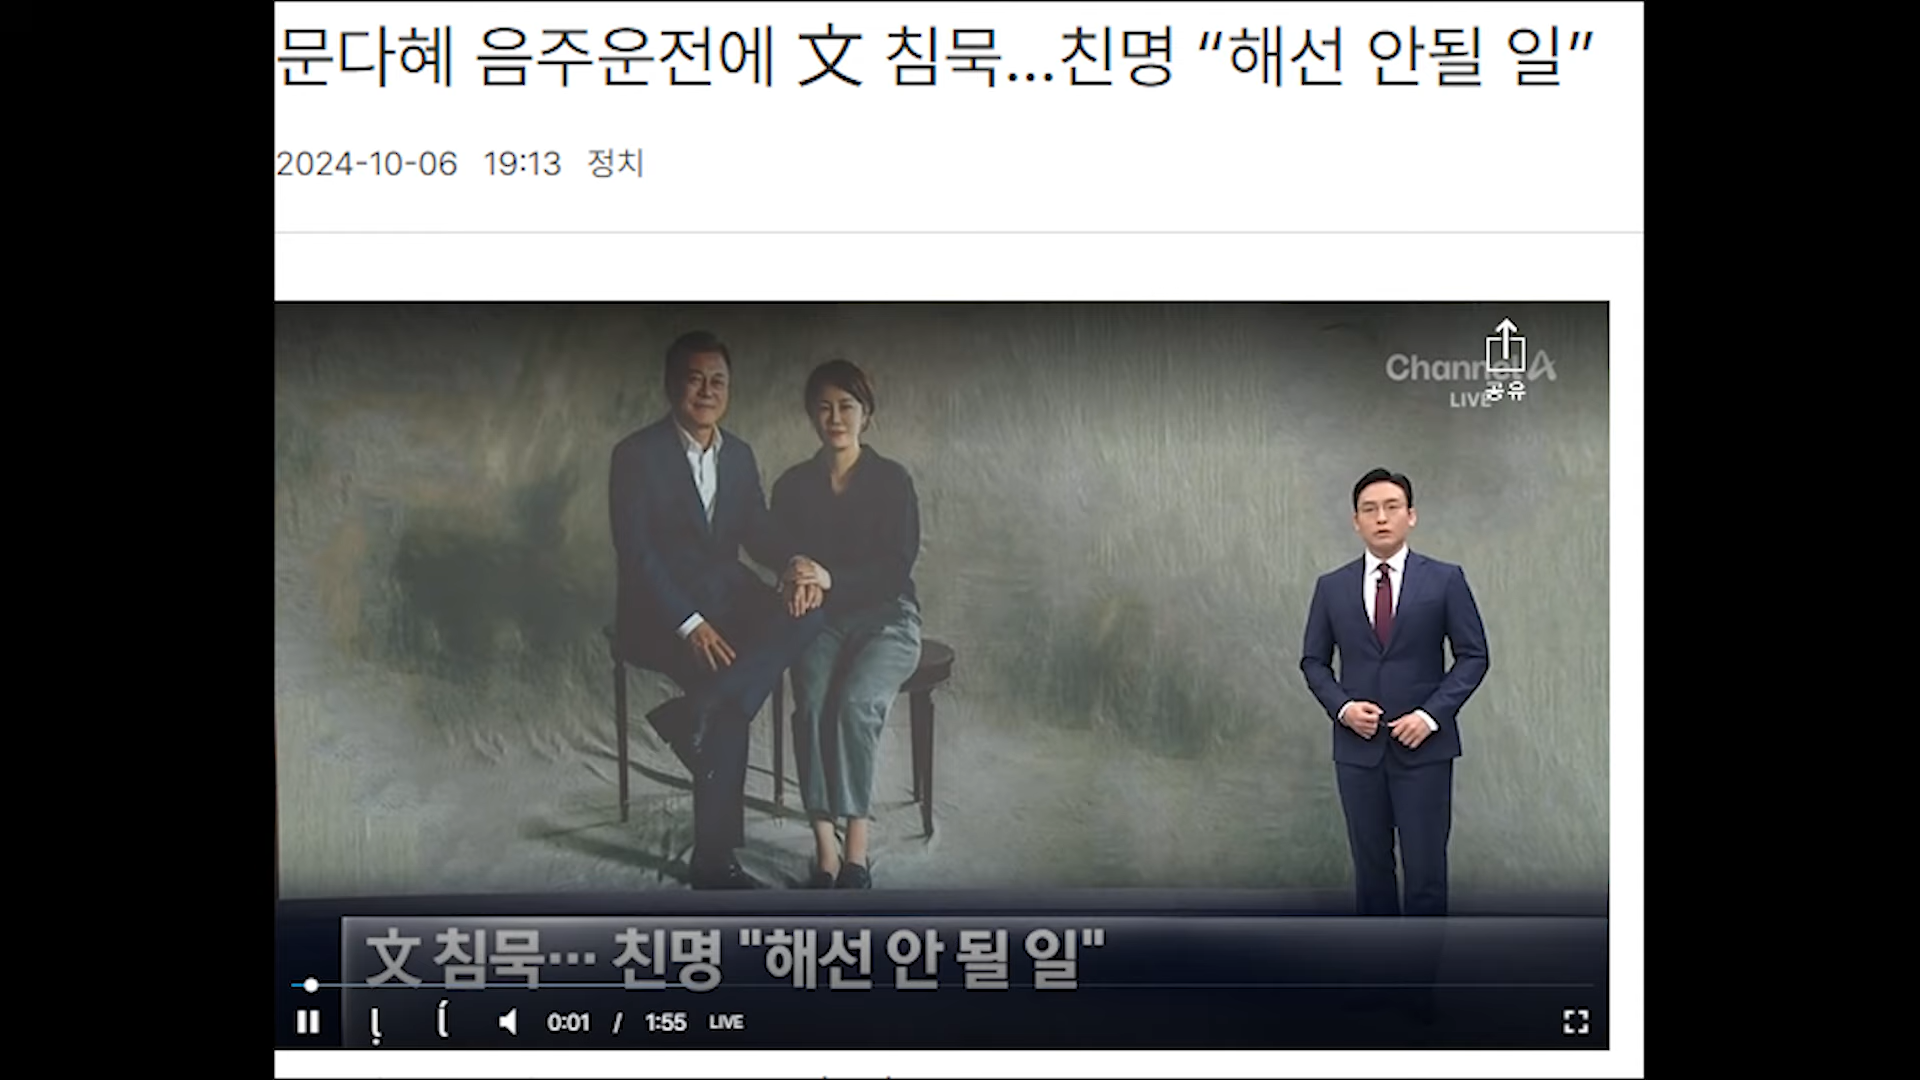 문다혜 음주운전에 文 침묵…친명 “해선 안될 일”
2024-10-06 19:13 정치
Channel A
LIVE
공유
文 침묵… 친명 "해선 안 될 일"
0:01 / 1:55 LIVE